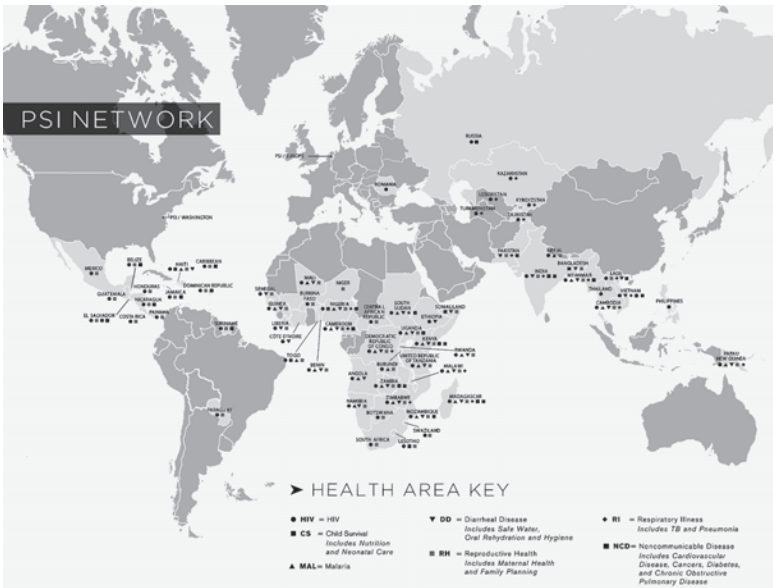 PSI NETWORK
RUSSIA
PSI / EUROPE
KAZAKHSTAN
ROMANIA
UZBEKISTAN
KYRGYZSTAN
TURKMENISTAN
TAJIKISTAN
PSI / WASHINGTON
PAKISTAN
NEPAL
BANGLADESH
INDIA
MYANMAR
LAOS
THAILAND
VIETNAM
CAMBODIA
PHILIPPINES
MEXICO
BELIZE
HAITI
CARIBBEAN
GUATEMALA
HONDURAS
JAMAICA
DOMINICAN REPUBLIC
NICARAGUA
EL SALVADOR
COSTA RICA
PANAMA
SURINAME
PARAGUAY
SENEGAL
MALI
NIGER
GUINEA
BURKINA
FASO
NIGERIA
CENTRAL
AFRICAN
REPUBLIC
SOUTH
SUDAN
SOMALILAND
ETHIOPIA
LIBERIA
CAMEROON
UGANDA
KENYA
CÔTE D'IVOIRE
DEMOCRATIC
REPUBLIC
OF CONGO
RWANDA
TOGO
BENIN
UNITED REPUBLIC
OF TANZANIA
BURUNDI
MALAWI
ANGOLA
ZAMBIA
MADAGASCAR
ZIMBABWE
NAMIBIA
MOZAMBIQUE
BOTSWANA
SWAZILAND
SOUTH AFRICA
LESOTHO
PAPAU
NEW GUINEA
HEALTH AREA KEY
HIV = HIV
CS = Child Survival
Includes Nutrition
and Neonatal Care
MAL = Malaria
DD = Diarrheal Disease
Includes Safe Water,
Oral Rehydration and Hygiene
RH = Reproductive Health
Includes Maternal Health
and Family Planning
RI = Respiratory Illness
Includes TB and Pneumonia
NCD = Noncommunicable Disease
Includes Cardiovascular
Disease, Cancers, Diabetes,
and Chronic Obstructive
Pulmonary Disease